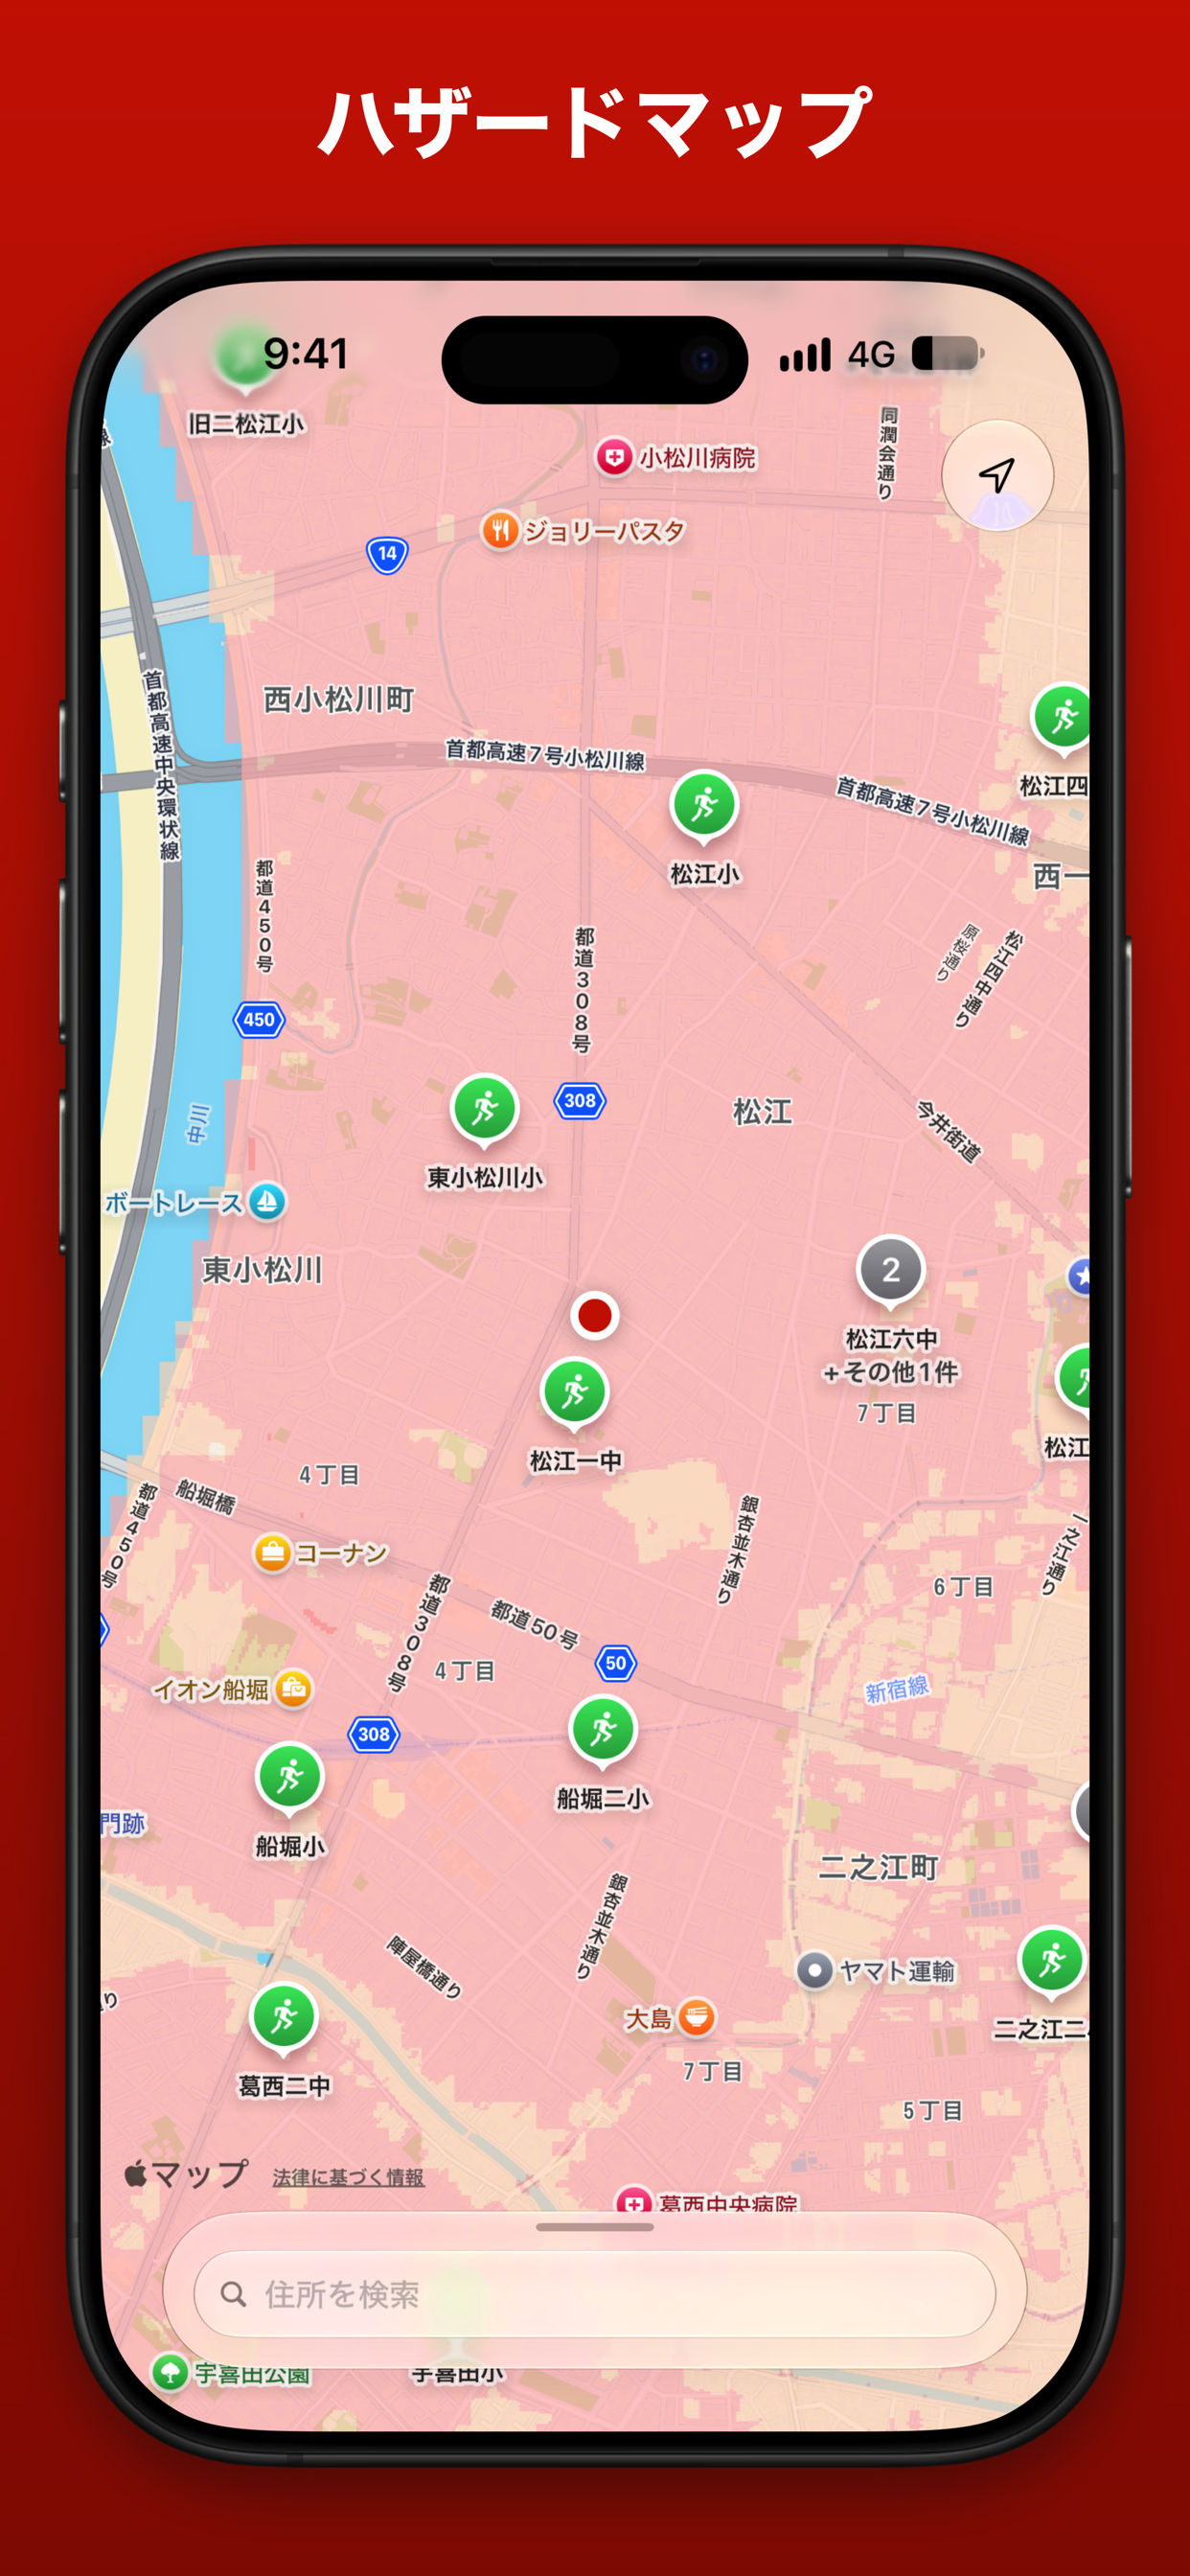 ハザードマップ
9:41
4G
旧二松江小
同潤会通り
小松川病院
ジョリーパスタ
14
14
西小松川町
首都高速中央環状線
首都高速7号小松川線
首都高速7号小松川線
松江四
松江小
西一
都道450号
都道308号
原桜通り
松江四中通り
450
308
松江
今井街道
中川
東小松川小
ボートレース
東小松川
2
松江六中
+その他1件
7丁目
松江
松江一中
4丁目
船堀橋
都道450号
銀杏並木通り
一之江通り
コーナン
6丁目
都道308号
都道50号
4丁目
50
イオン船堀
新宿線
308
船堀二小
門跡
船堀小
二之江町
銀杏並木通り
陣屋橋通り
ヤマト運輸
り
大島
二之江二
7丁目
葛西二中
5丁目
マップ
法律に基づく情報
葛西中央病院
住所を検索
宇喜田公園
宇喜田小